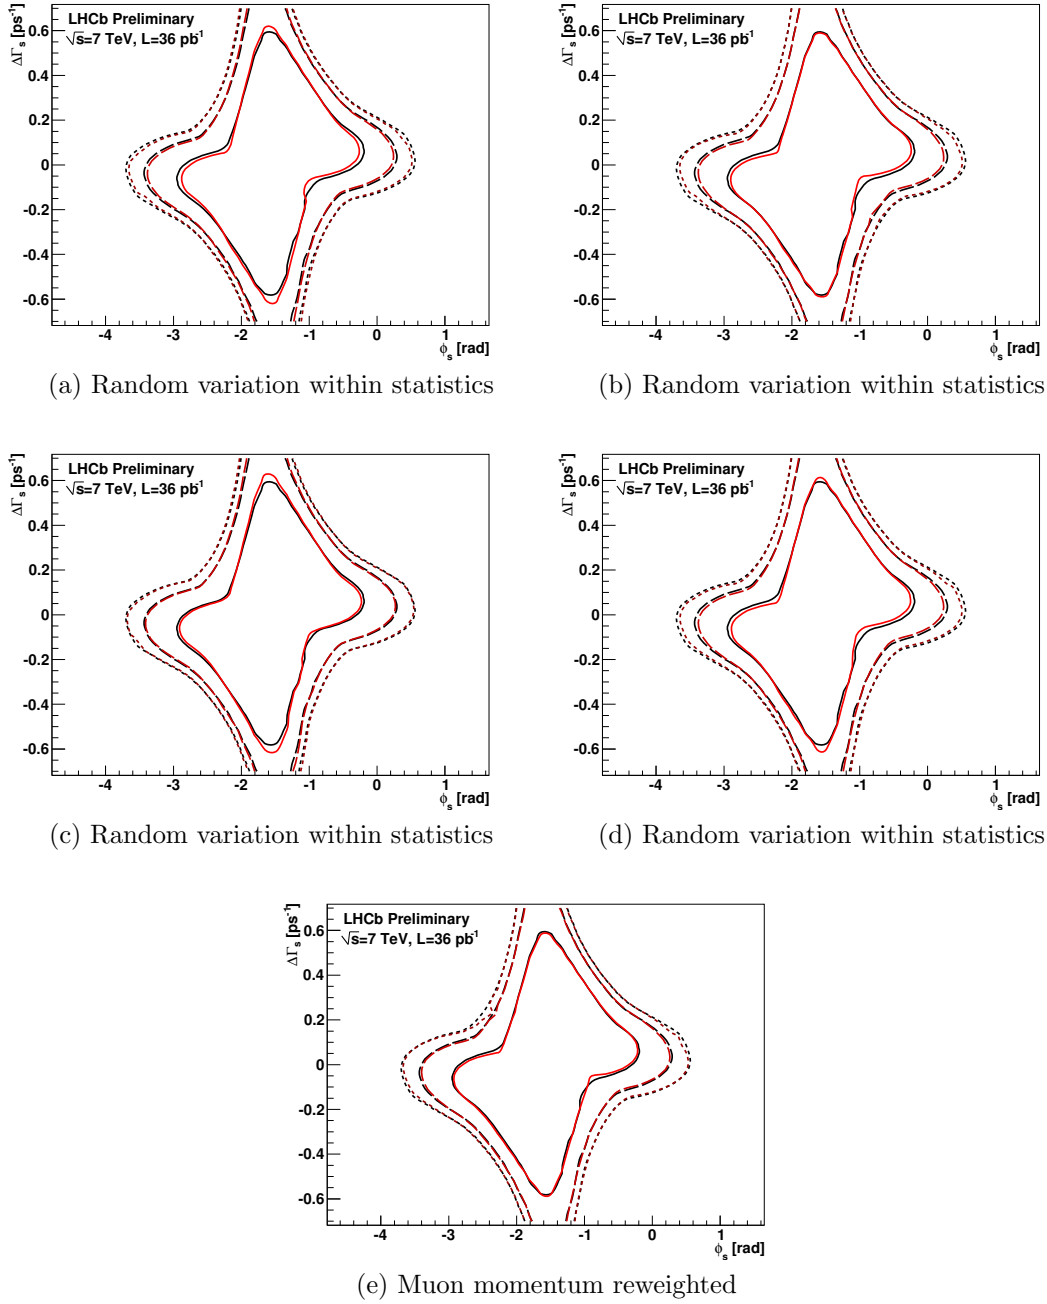 LHCb Preliminary
√s=7 TeV, L=36 pb⁻¹
ΔΓₛ [ps⁻¹]
0.6
0.4
0.2
0
-0.2
-0.4
-0.6
-4 -3 -2 -1 0 1
ϕₛ [rad]
(a) Random variation within statistics
LHCb Preliminary
√s=7 TeV, L=36 pb⁻¹
ΔΓₛ [ps⁻¹]
0.6
0.4
0.2
0
-0.2
-0.4
-0.6
-4 -3 -2 -1 0 1
ϕₛ [rad]
(b) Random variation within statistics
LHCb Preliminary
√s=7 TeV, L=36 pb⁻¹
ΔΓₛ [ps⁻¹]
0.6
0.4
0.2
0
-0.2
-0.4
-0.6
-4 -3 -2 -1 0 1
ϕₛ [rad]
(c) Random variation within statistics
LHCb Preliminary
√s=7 TeV, L=36 pb⁻¹
ΔΓₛ [ps⁻¹]
0.6
0.4
0.2
0
-0.2
-0.4
-0.6
-4 -3 -2 -1 0 1
ϕₛ [rad]
(d) Random variation within statistics
LHCb Preliminary
√s=7 TeV, L=36 pb⁻¹
ΔΓₛ [ps⁻¹]
0.6
0.4
0.2
0
-0.2
-0.4
-0.6
-4 -3 -2 -1 0 1
ϕₛ [rad]
(e) Muon momentum reweighted